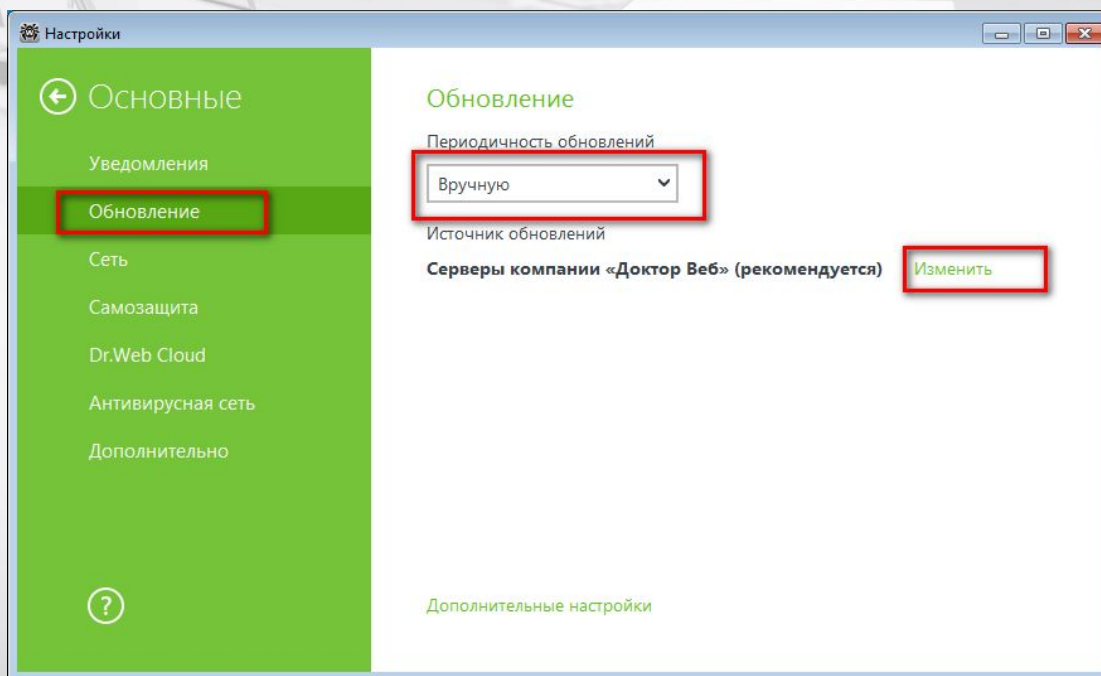 Настройки
Основные
Уведомления
Обновление
Сеть
Самозащита
Dr.Web Cloud
Антивирусная сеть
Дополнительно
?
Обновление
Периодичность обновлений
Вручную
Источник обновлений
Серверы компании «Доктор Веб» (рекомендуется) Изменить
Дополнительные настройки